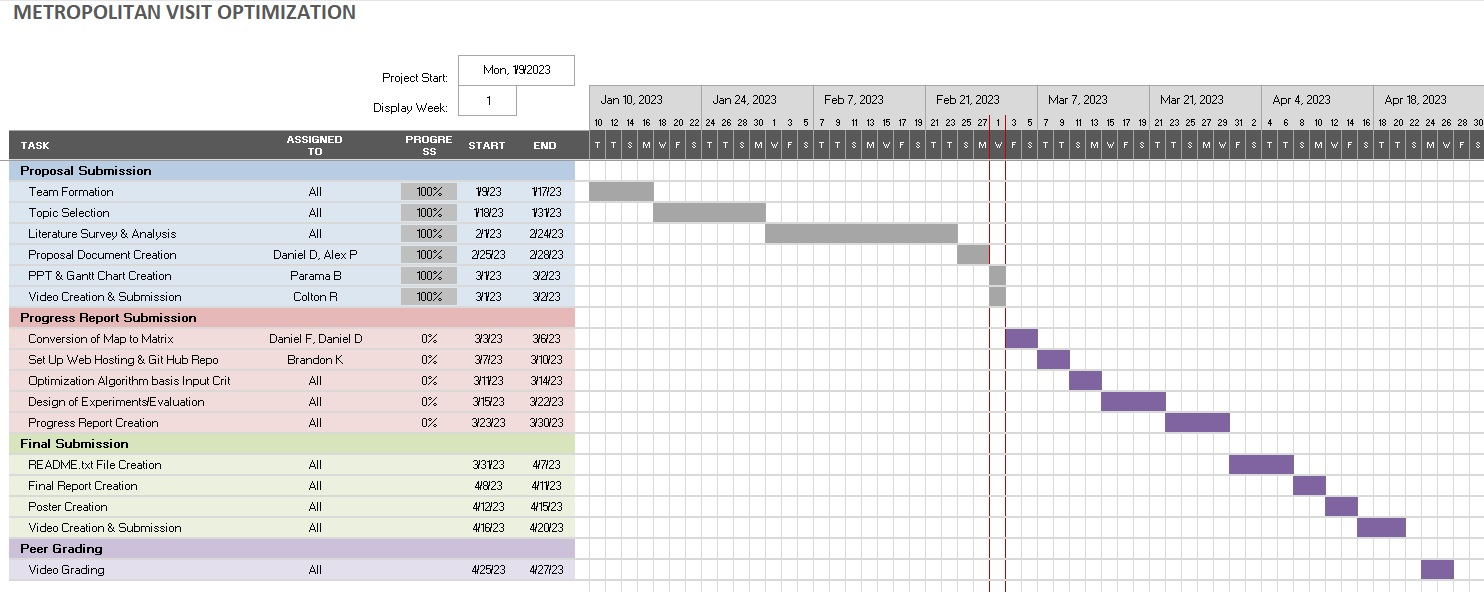 METROPOLITAN VISIT OPTIMIZATION
Project Start: Mon, 1/9/2023
Display Week: 1
Jan 10, 2023 Jan 24, 2023 Feb 7, 2023 Feb 21, 2023 Mar 7, 2023 Mar 21, 2023 Apr 4, 2023 Apr 18, 2023
10 12 14 16 18 20 22 24 26 28 30 1 3 5 7 9 11 13 15 17 19 21 23 25 27 1 3 5 7 9 11 13 15 17 19 21 23 25 27 29 31 2 4 6 8 10 12 14 16 18 20 22 24 26 28 30
TASK ASSIGNED TO PROGRESS START END T T S M W F S T T S M W F S T T S M W F S T T S M W F S T T S M W F S T T S M W F S T T S M W F S T T S M W F S
Proposal Submission
Team Formation All 100% 1/9/23 1/17/23
Topic Selection All 100% 1/18/23 1/31/23
Literature Survey & Analysis All 100% 2/1/23 2/24/23
Proposal Document Creation Daniel D, Alex P 100% 2/25/23 2/28/23
PPT & Gantt Chart Creation Parama B 100% 3/1/23 3/2/23
Video Creation & Submission Colton R 100% 3/1/23 3/2/23
Progress Report Submission
Conversion of Map to Matrix Daniel F, Daniel D 0% 3/3/23 3/6/23
Set Up Web Hosting & Git Hub Repo Brandon K 0% 3/7/23 3/10/23
Optimization Algorithm basis Input Crit All 0% 3/11/23 3/14/23
Design of Experiments/Evaluation All 0% 3/15/23 3/22/23
Progress Report Creation All 0% 3/23/23 3/30/23
Final Submission
README.txt File Creation All 3/31/23 4/7/23
Final Report Creation All 4/8/23 4/11/23
Poster Creation All 4/12/23 4/15/23
Video Creation & Submission All 4/16/23 4/20/23
Peer Grading
Video Grading All 4/25/23 4/27/23